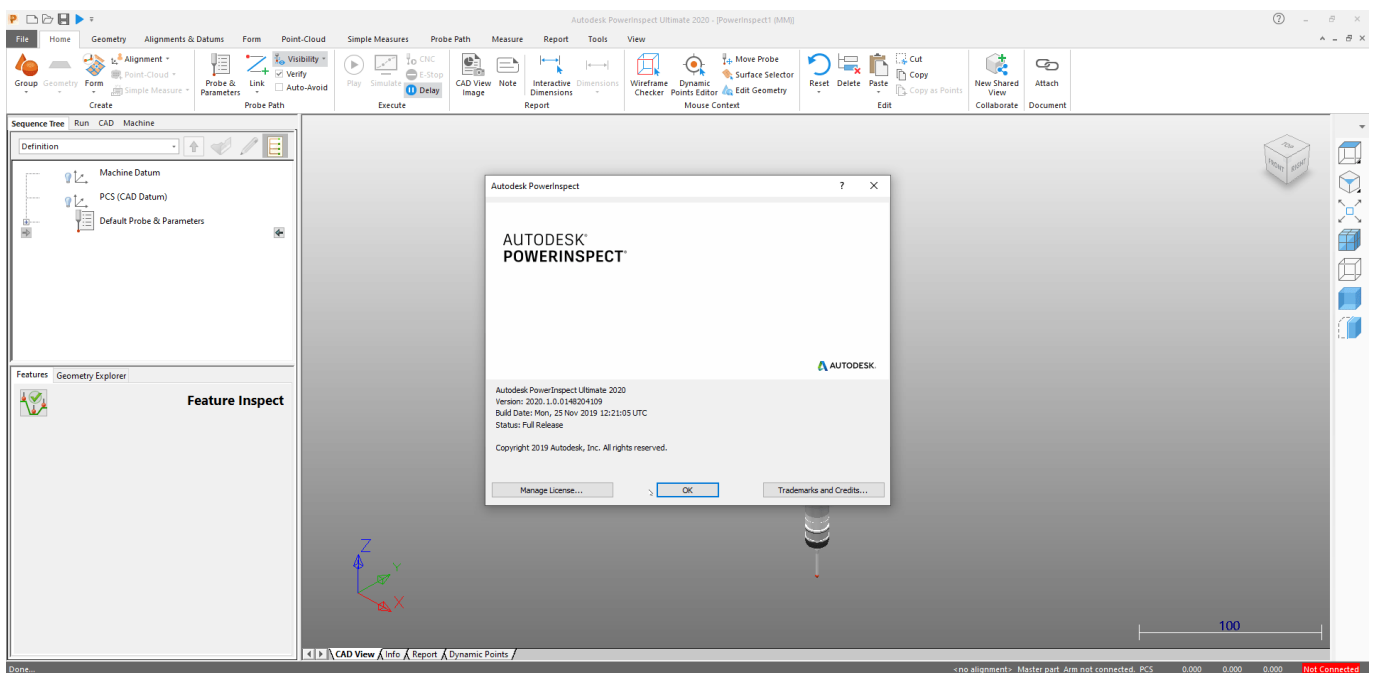 Autodesk PowerInspect Ultimate 2020 - [PowerInspect1 (MM)]
File Home Geometry Alignments & Datums Form Point-Cloud Simple Measures Probe Path Measure Report Tools View
Group
Geometry
Form
Alignment
Point-Cloud
Simple Measure
Create
Probe &
Parameters
Link
Visibility
Verify
Auto-Avoid
Probe Path
Play
Simulate
CNC
E-Stop
Delay
Execute
CAD View
Image
Note
Interactive
Dimensions
Dimensions
Report
Wireframe
Checker
Dynamic
Points Editor
Move Probe
Surface Selector
Edit Geometry
Mouse Context
Reset
Delete
Paste
Cut
Copy
Copy as Points
Edit
New Shared
View
Collaborate
Attach
Document
Sequence Tree Run CAD Machine
Definition
Machine Datum
PCS (CAD Datum)
Default Probe & Parameters
Features Geometry Explorer
Feature Inspect
TOP
FRONT RIGHT
Autodesk PowerInspect
AUTODESK®
POWERINSPECT®
AUTODESK.
Autodesk PowerInspect Ultimate 2020
Version: 2020.1.0.0148204109
Build Date: Mon, 25 Nov 2019 12:21:05 UTC
Status: Full Release
Copyright 2019 Autodesk, Inc. All rights reserved.
Manage License... OK Trademarks and Credits...
Z
Y
X
100
CAD View Info Report Dynamic Points
Done... <no alignment> Master part Arm not connected. PCS 0.000 0.000 0.000 Not Connected